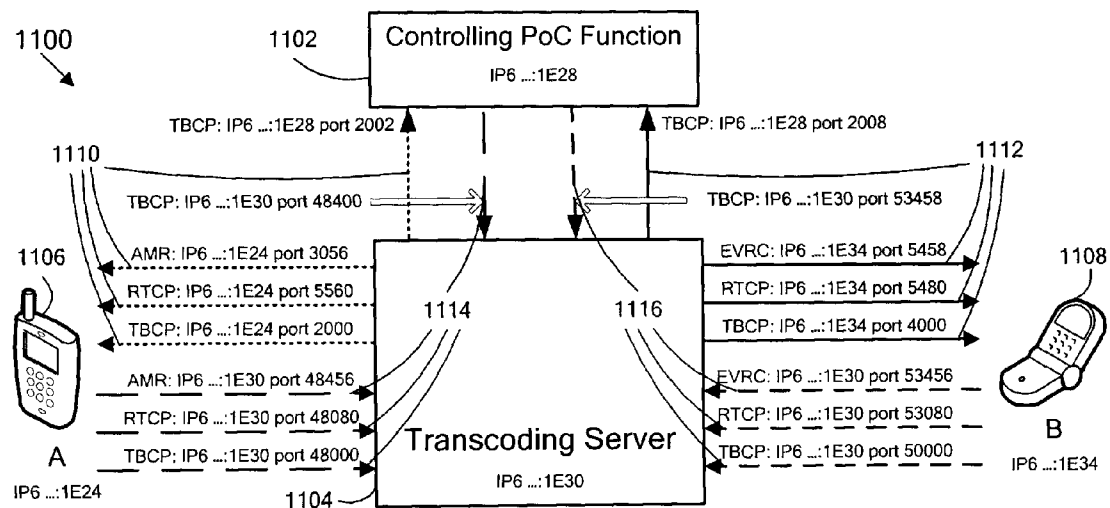 1100
1102
Controlling PoC Function
IP6 ...:1E28
TBCP: IP6 ...:1E28 port 2002
TBCP: IP6 ...:1E28 port 2008
1110
1112
TBCP: IP6 ...:1E30 port 48400
TBCP: IP6 ...:1E30 port 53458
1106
AMR: IP6 ...:1E24 port 3056
EVRC: IP6 ...:1E34 port 5458
1108
RTCP: IP6 ...:1E24 port 5560
1114
1116
RTCP: IP6 ...:1E34 port 5480
TBCP: IP6 ...:1E24 port 2000
TBCP: IP6 ...:1E34 port 4000
AMR: IP6 ...:1E30 port 48456
EVRC: IP6 ...:1E30 port 53456
RTCP: IP6 ...:1E30 port 48080
RTCP: IP6 ...:1E30 port 53080
A
Transcoding Server
B
TBCP: IP6 ...:1E30 port 48000
TBCP: IP6 ...:1E30 port 50000
IP6 ...:1E24
1104
IP6 ...:1E30
IP6 ...:1E34